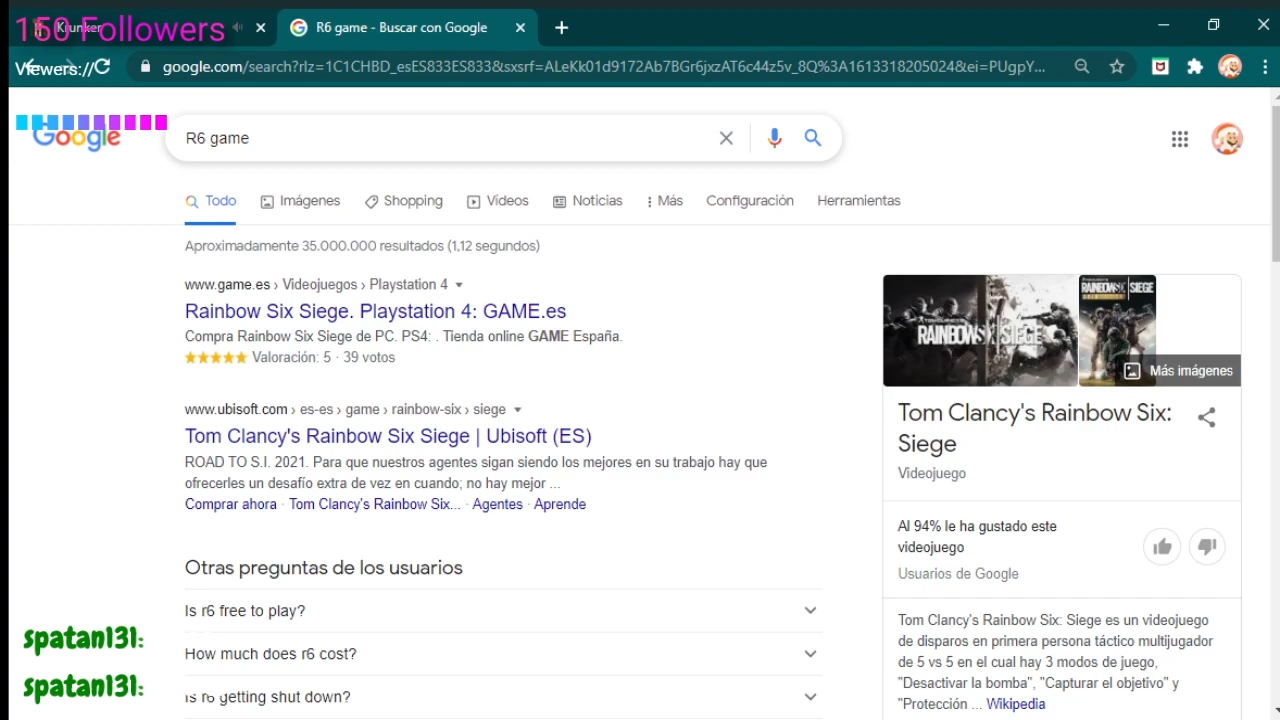 150 Followers
Krunker
R6 game - Buscar con Google
Viewers://
google.com/search?rlz=1C1CHBD_esES833ES833&sxsrf=ALeKk01d9172Ab7BGr6jxzAT6c44z5v_8Q%3A1613318205024&ei=PUgpY...
Google
R6 game
Todo
Imágenes
Shopping
Vídeos
Noticias
Más
Configuración
Herramientas
Aproximadamente 35.000.000 resultados (1,12 segundos)
www.game.es › Videojuegos › Playstation 4
Rainbow Six Siege. Playstation 4: GAME.es
Compra Rainbow Six Siege de PC. PS4: . Tienda online GAME España.
Valoración: 5 · 39 votos
www.ubisoft.com › es-es › game › rainbow-six › siege
Tom Clancy's Rainbow Six Siege | Ubisoft (ES)
ROAD TO S.I. 2021. Para que nuestros agentes sigan siendo los mejores en su trabajo hay que
ofrecerles un desafío extra de vez en cuando; no hay mejor ...
Comprar ahora · Tom Clancy's Rainbow Six... · Agentes · Aprende
Otras preguntas de los usuarios
Is r6 free to play?
How much does r6 cost?
Is r6 getting shut down?
spatan131:
spatan131:
RAINBOW SIX SIEGE
RAINBOW SIX SIEGE
Más imágenes
Tom Clancy's Rainbow Six:
Siege
Videojuego
Al 94% le ha gustado este
videojuego
Usuarios de Google
Tom Clancy's Rainbow Six: Siege es un videojuego
de disparos en primera persona táctico multijugador
de 5 vs 5 en el cual hay 3 modos de juego,
"Desactivar la bomba", "Capturar el objetivo" y
"Protección ... Wikipedia